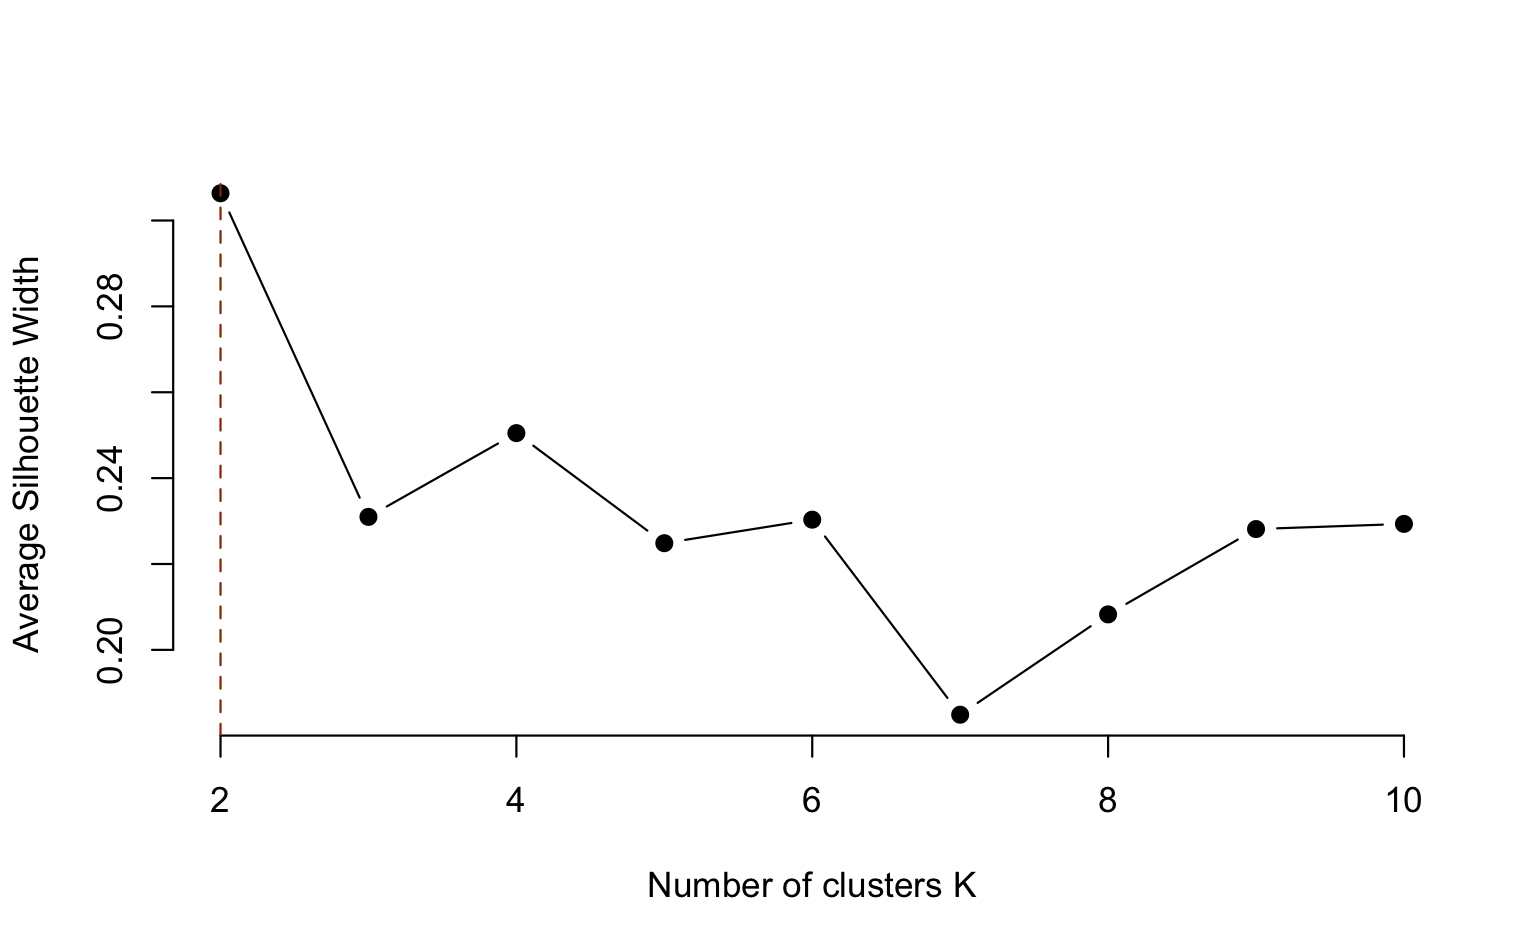 Average Silhouette Width
0.28
0.24
0.20
2 4 6 8 10
Number of clusters K